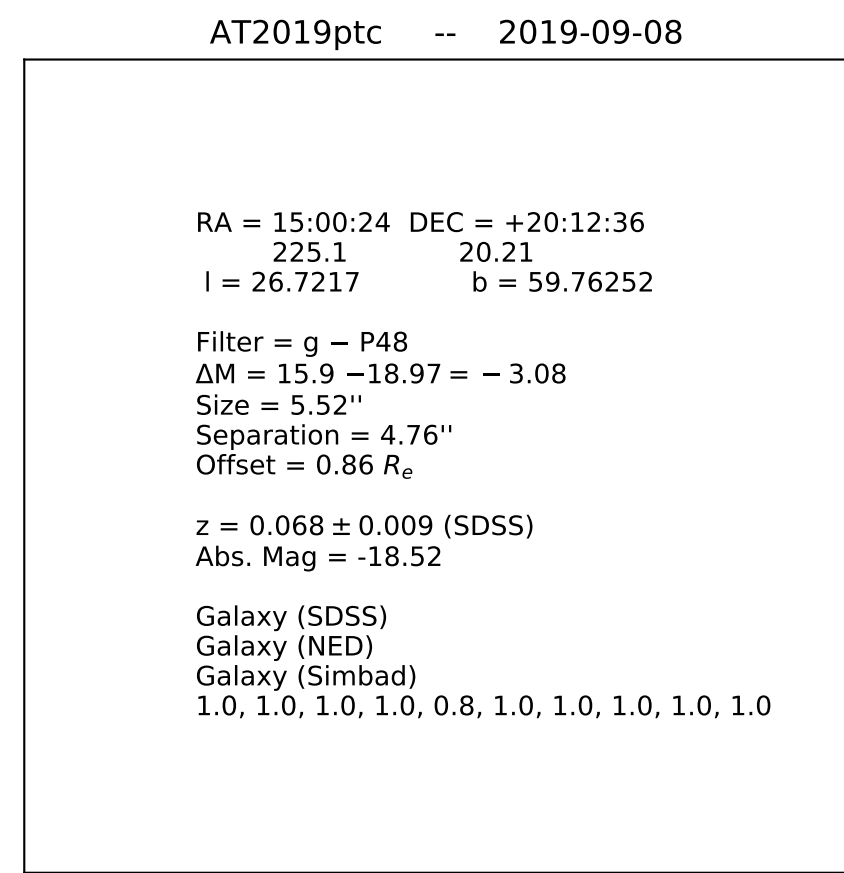 AT2019ptc -- 2019-09-08
RA = 15:00:24 DEC = +20:12:36
225.1 20.21
l = 26.7217 b = 59.76252
Filter = g − P48
ΔM = 15.9 −18.97 = − 3.08
Size = 5.52''
Separation = 4.76''
Offset = 0.86 Rₑ
z = 0.068 ± 0.009 (SDSS)
Abs. Mag = -18.52
Galaxy (SDSS)
Galaxy (NED)
Galaxy (Simbad)
1.0, 1.0, 1.0, 1.0, 0.8, 1.0, 1.0, 1.0, 1.0, 1.0